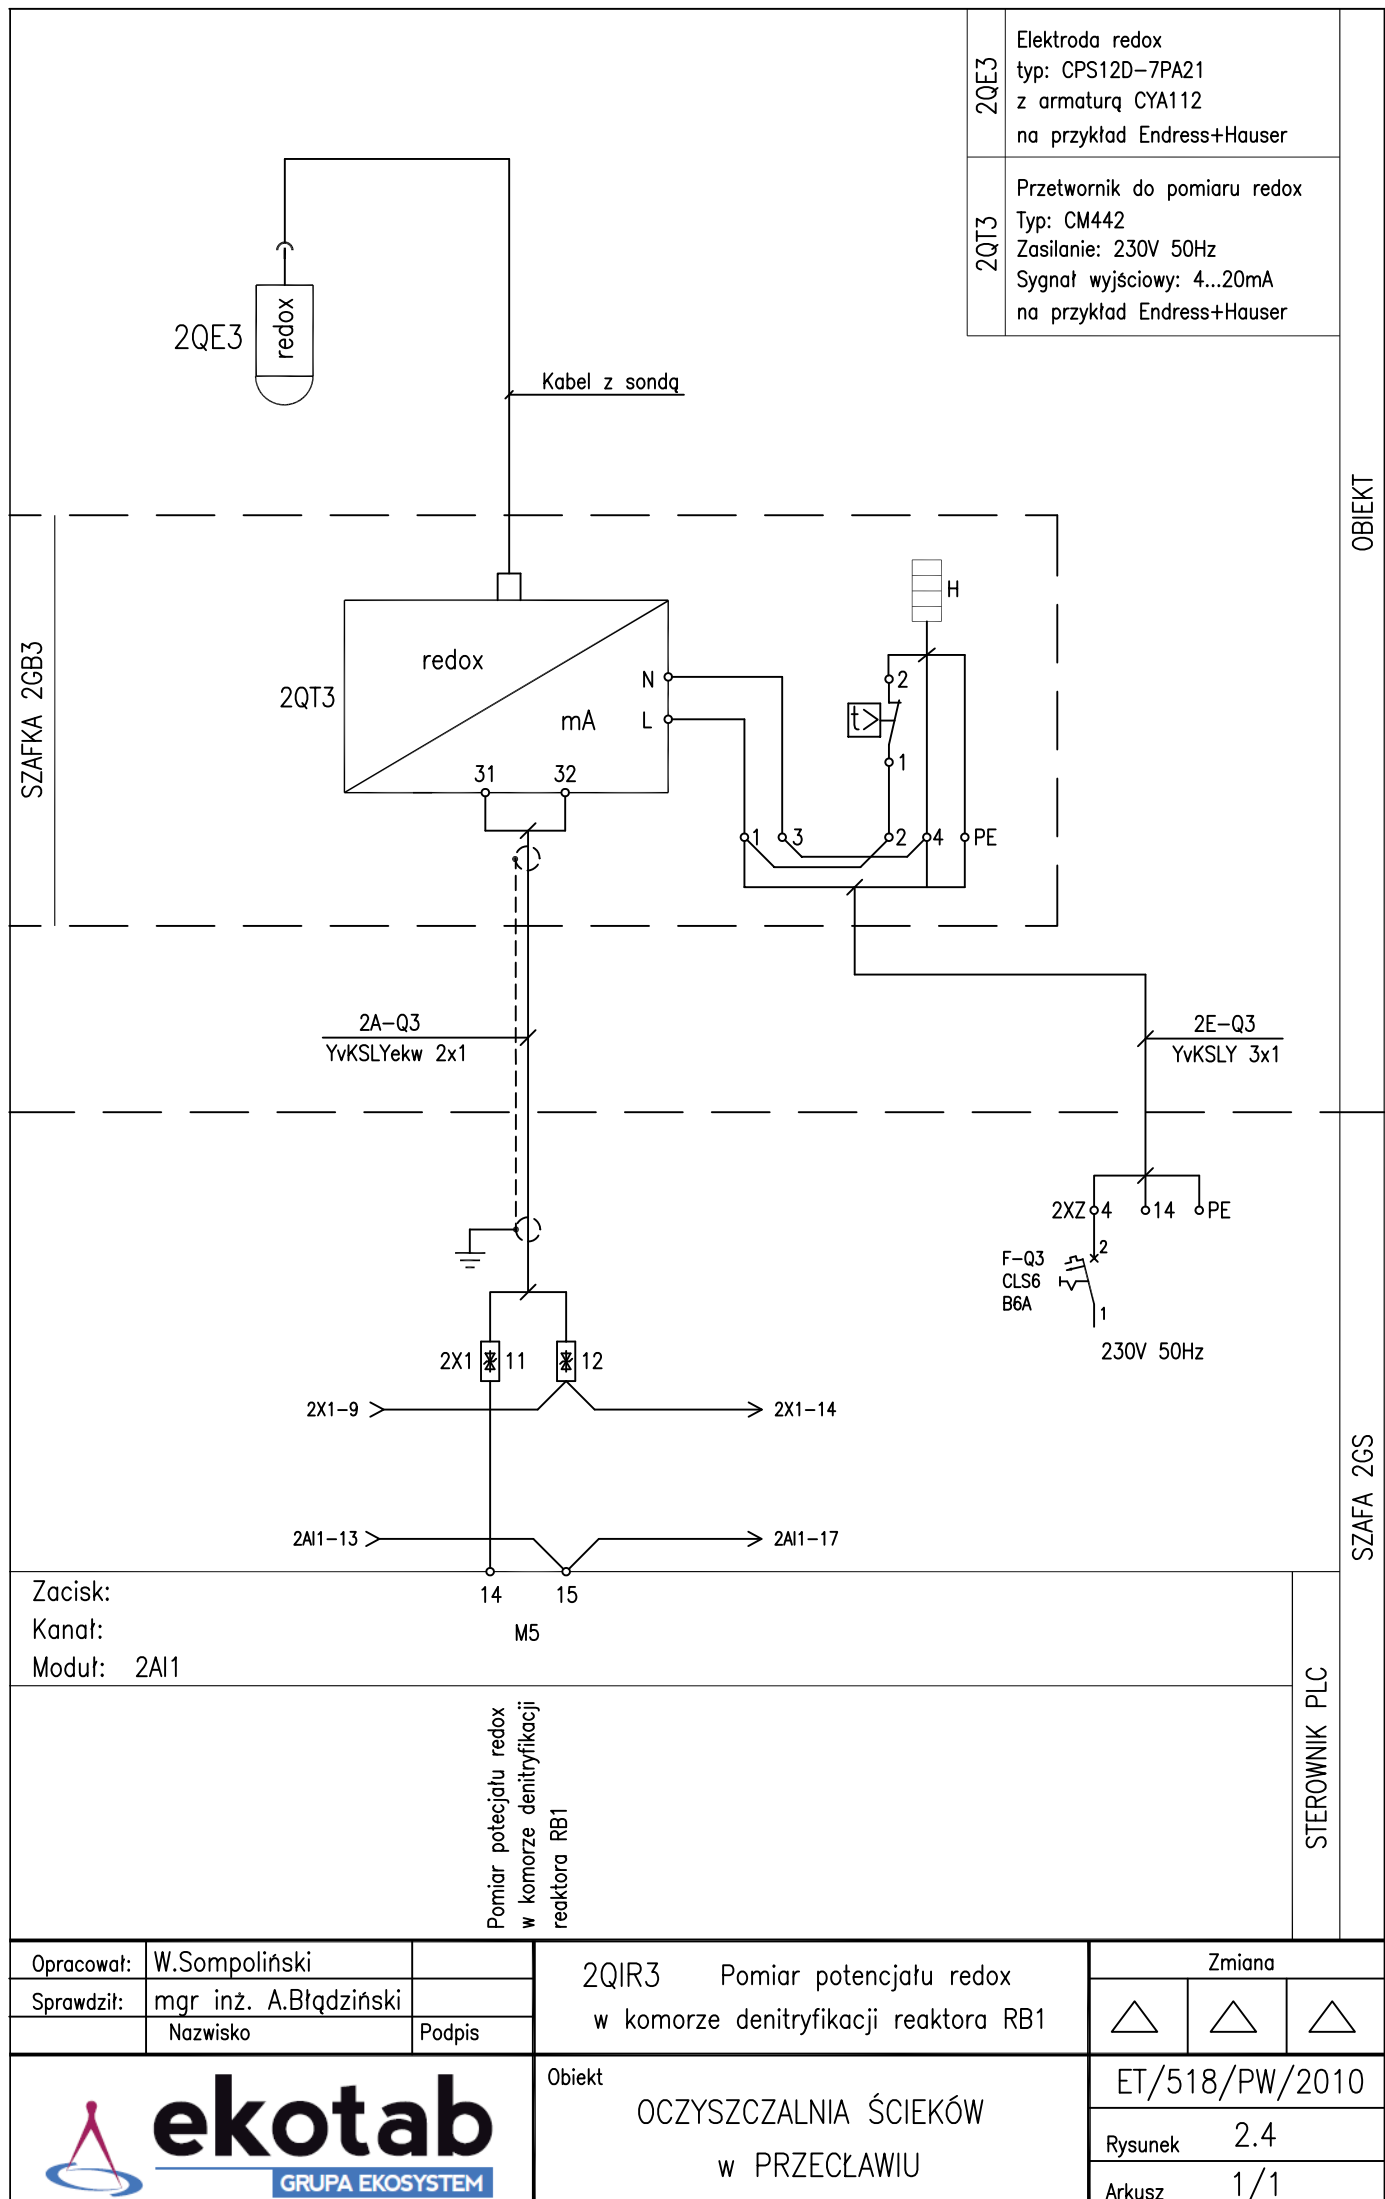 2QE3
Elektroda redox
typ: CPS12D-7PA21
z armaturą CYA112
na przykład Endress+Hauser
2QT3
Przetwornik do pomiaru redox
Typ: CM442
Zasilanie: 230V 50Hz
Sygnał wyjściowy: 4...20mA
na przykład Endress+Hauser
2QE3
redox
Kabel z sondą
OBIEKT
SZAFKA 2GB3
H
redox
2QT3
mA
N
L
31
32
2
t>
1
1
3
2
4
PE
2A-Q3
YvKSLYekw 2x1
2E-Q3
YvKSLY 3x1
2XZ
4
14
PE
F-Q3
CLS6
B6A
2
1
230V 50Hz
2X1
11
12
2X1-9
2X1-14
2AI1-13
2AI1-17
SZAFA 2GS
Zacisk:
14
15
Kanał:
M5
Moduł: 2AI1
STEROWNIK PLC
Pomiar potecjału redox
w komorze denitryfikacji
reaktora RB1
Opracował: W.Sompoliński
Sprawdził: mgr inż. A.Błądziński
Nazwisko
Podpis
2QIR3 Pomiar potencjału redox
w komorze denitryfikacji reaktora RB1
Zmiana
ekotab
GRUPA EKOSYSTEM
Obiekt
OCZYSZCZALNIA ŚCIEKÓW
w PRZECŁAWIU
ET/518/PW/2010
Rysunek 2.4
Arkusz 1/1